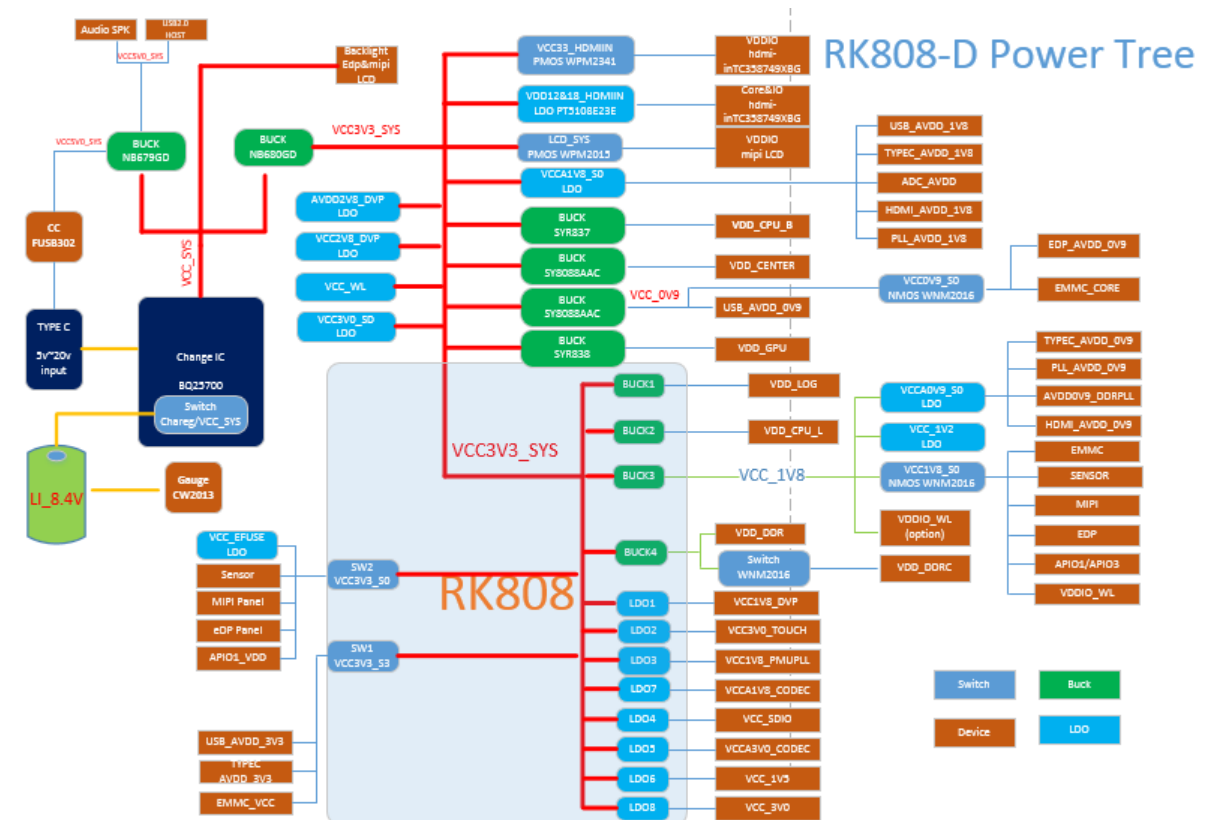 RK808-D Power Tree
Audio SPK
USB2.0
HOST
VCC5V0_SYS
VCC5V0_SYS
BUCK
NB679GD
BUCK
NB680GD
Backlight
Edp&mipi
LCD
VCC3V3_SYS
CC
FUSB302
VCC_SYS
TYPE C
5v~20v
input
Change IC
BQ25700
Switch
Chareg/VCC_SYS
LI_8.4V
Gauge
CW2013
AVDD2V8_DVP
LDO
VCC2V8_DVP
LDO
VCC_WL
VCC3V0_SD
LDO
VCC33_HDMIIN
PMOS WPM2341
VDDIO
hdmi-
inTC358749XBG
VDD12&18_HDMIIN
LDO PT5108E23E
Core&IO
hdmi-
inTC358749XBG
LCD_SYS
PMOS WPM2015
VDDIO
mipi LCD
VCCA1V8_S0
LDO
USB_AVDD_1V8
TYPEC_AVDD_1V8
ADC_AVDD
HDMI_AVDD_1V8
PLL_AVDD_1V8
BUCK
SYR837
VDD_CPU_B
BUCK
SY8088AAC
VDD_CENTER
BUCK
SY8088AAC
VCC_0V9
USB_AVDD_0V9
VCC0V9_S0
NMOS WNM2016
EDP_AVDD_0V9
EMMC_CORE
BUCK
SYR838
VDD_GPU
VCC3V3_SYS
RK808
BUCK1
VDD_LOG
BUCK2
VDD_CPU_L
BUCK3
VCC_1V8
VCCA0V9_S0
LDO
TYPEC_AVDD_0V9
PLL_AVDD_0V9
AVDD0V9_DDRPLL
HDMI_AVDD_0V9
VCC_1V2
LDO
VCC1V8_S0
NMOS WNM2016
EMMC
SENSOR
MIPI
EDP
APIO1/APIO3
VDDIO_WL
VDDIO_WL
(option)
BUCK4
VDD_DDR
Switch
WNM2016
VDD_DDRC
VCC_EFUSE
LDO
Sensor
MIPI Panel
eDP Panel
APIO1_VDD
SW2
VCC3V3_S0
SW1
VCC3V3_S3
USB_AVDD_3V3
TYPEC
AVDD_3V3
EMMC_VCC
LDO1
VCC1V8_DVP
LDO2
VCC3V0_TOUCH
LDO3
VCC1V8_PMUPLL
LDO7
VCCA1V8_CODEC
LDO4
VCC_SDIO
LDO5
VCCA3V0_CODEC
LDO6
VCC_1V5
LDO8
VCC_3V0
Switch
Buck
Device
LDO